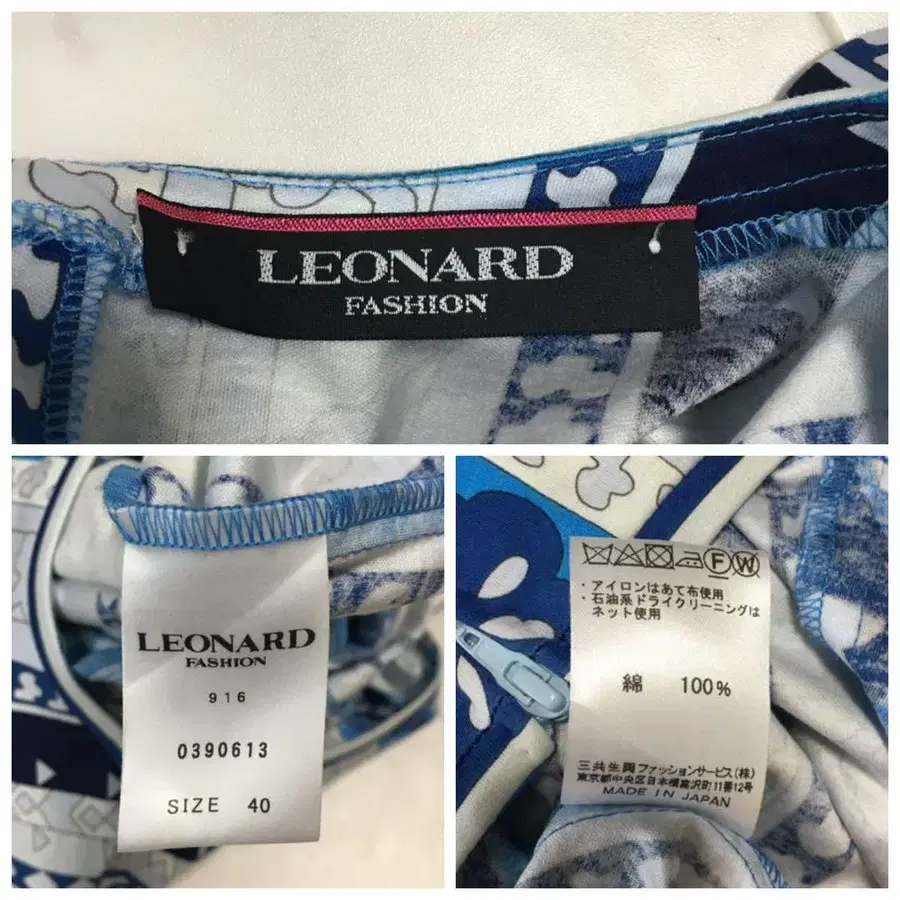 LEONARD
FASHION
LEONARD
FASHION
916
0390613
SIZE 40
F W
・アイロンはあて布使用
・石油系ドライクリーニングは
ネット使用
綿 100%
三共生興ファッションサービス(株)
東京都中央区日本橋富沢町11番12号
MADE IN JAPAN